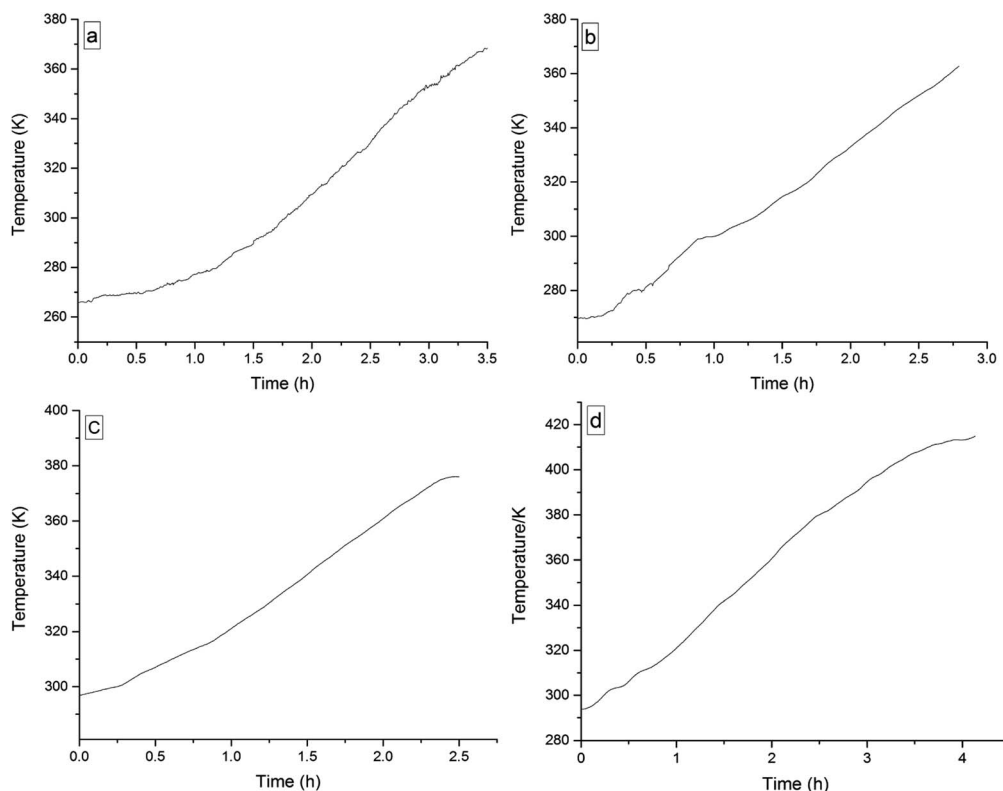 a
380
360
340
320
300
280
260
Temperature (K)
0.0 0.5 1.0 1.5 2.0 2.5 3.0 3.5
Time (h)
b
380
360
340
320
300
280
Temperature (K)
0.0 0.5 1.0 1.5 2.0 2.5 3.0
Time (h)
C
400
380
360
340
320
300
Temperature (K)
0.0 0.5 1.0 1.5 2.0 2.5
Time (h)
d
420
400
380
360
340
320
300
280
Temperature/K
0 1 2 3 4
Time (h)